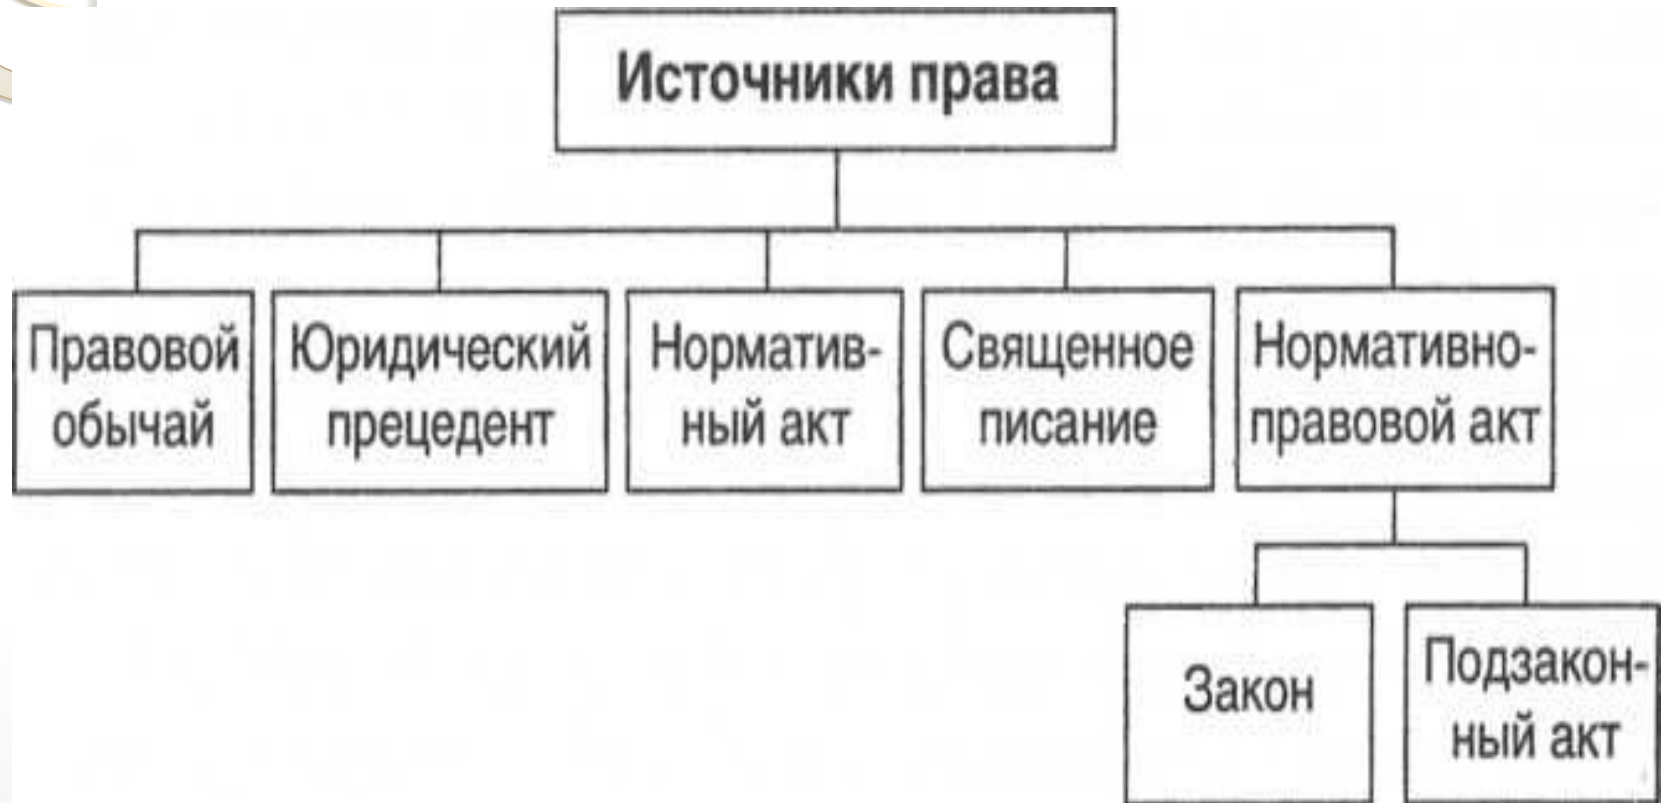 Источники права
Правовой
обычай
Юридический
прецедент
Норматив-
ный акт
Священное
писание
Нормативно-
правовой акт
Закон
Подзакон-
ный акт